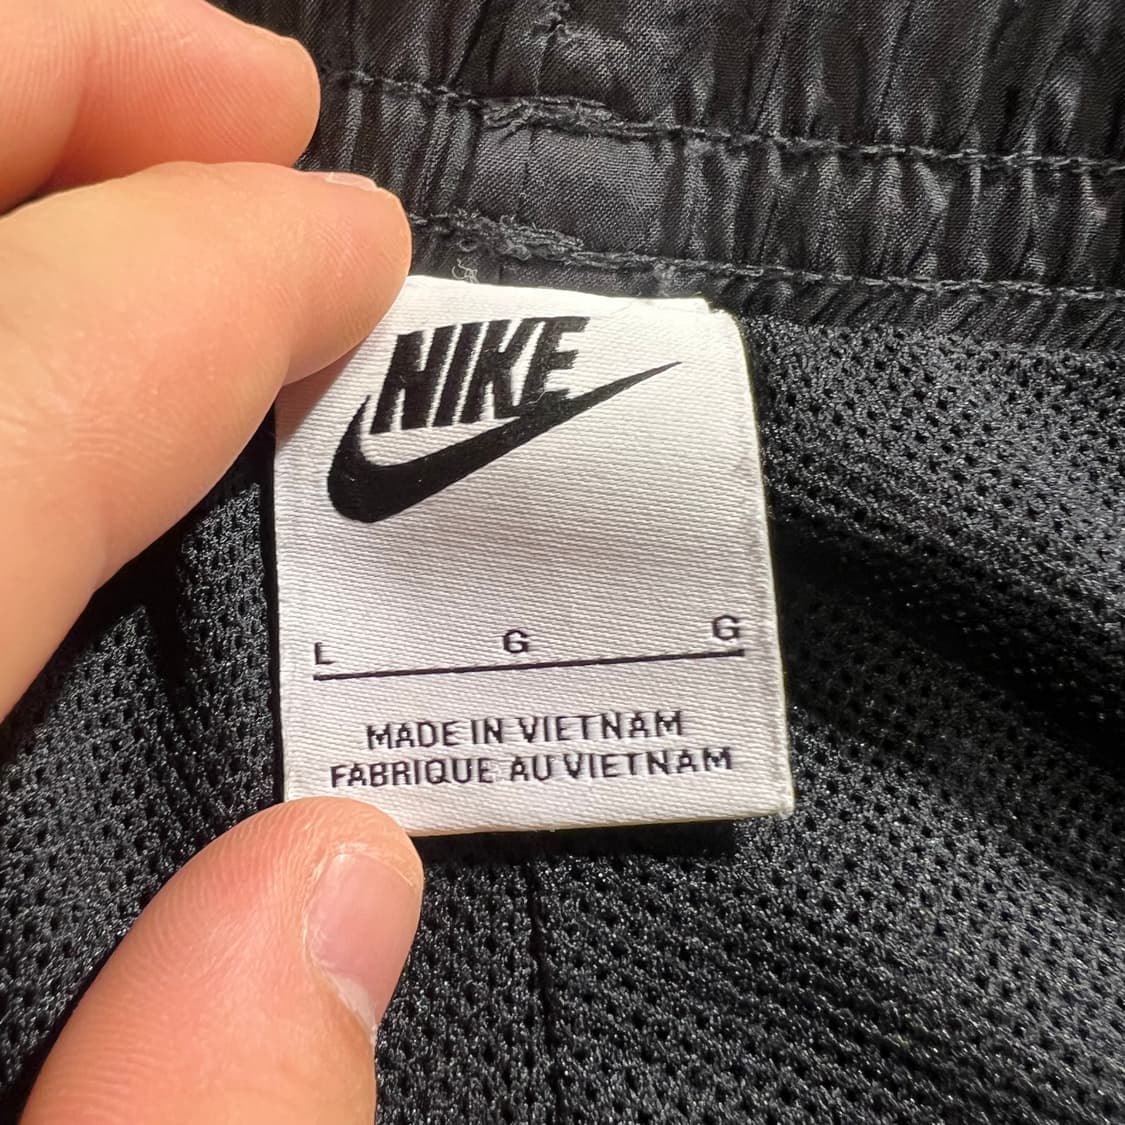 NIKE
L G G
MADE IN VIETNAM
FABRIQUE AU VIETNAM